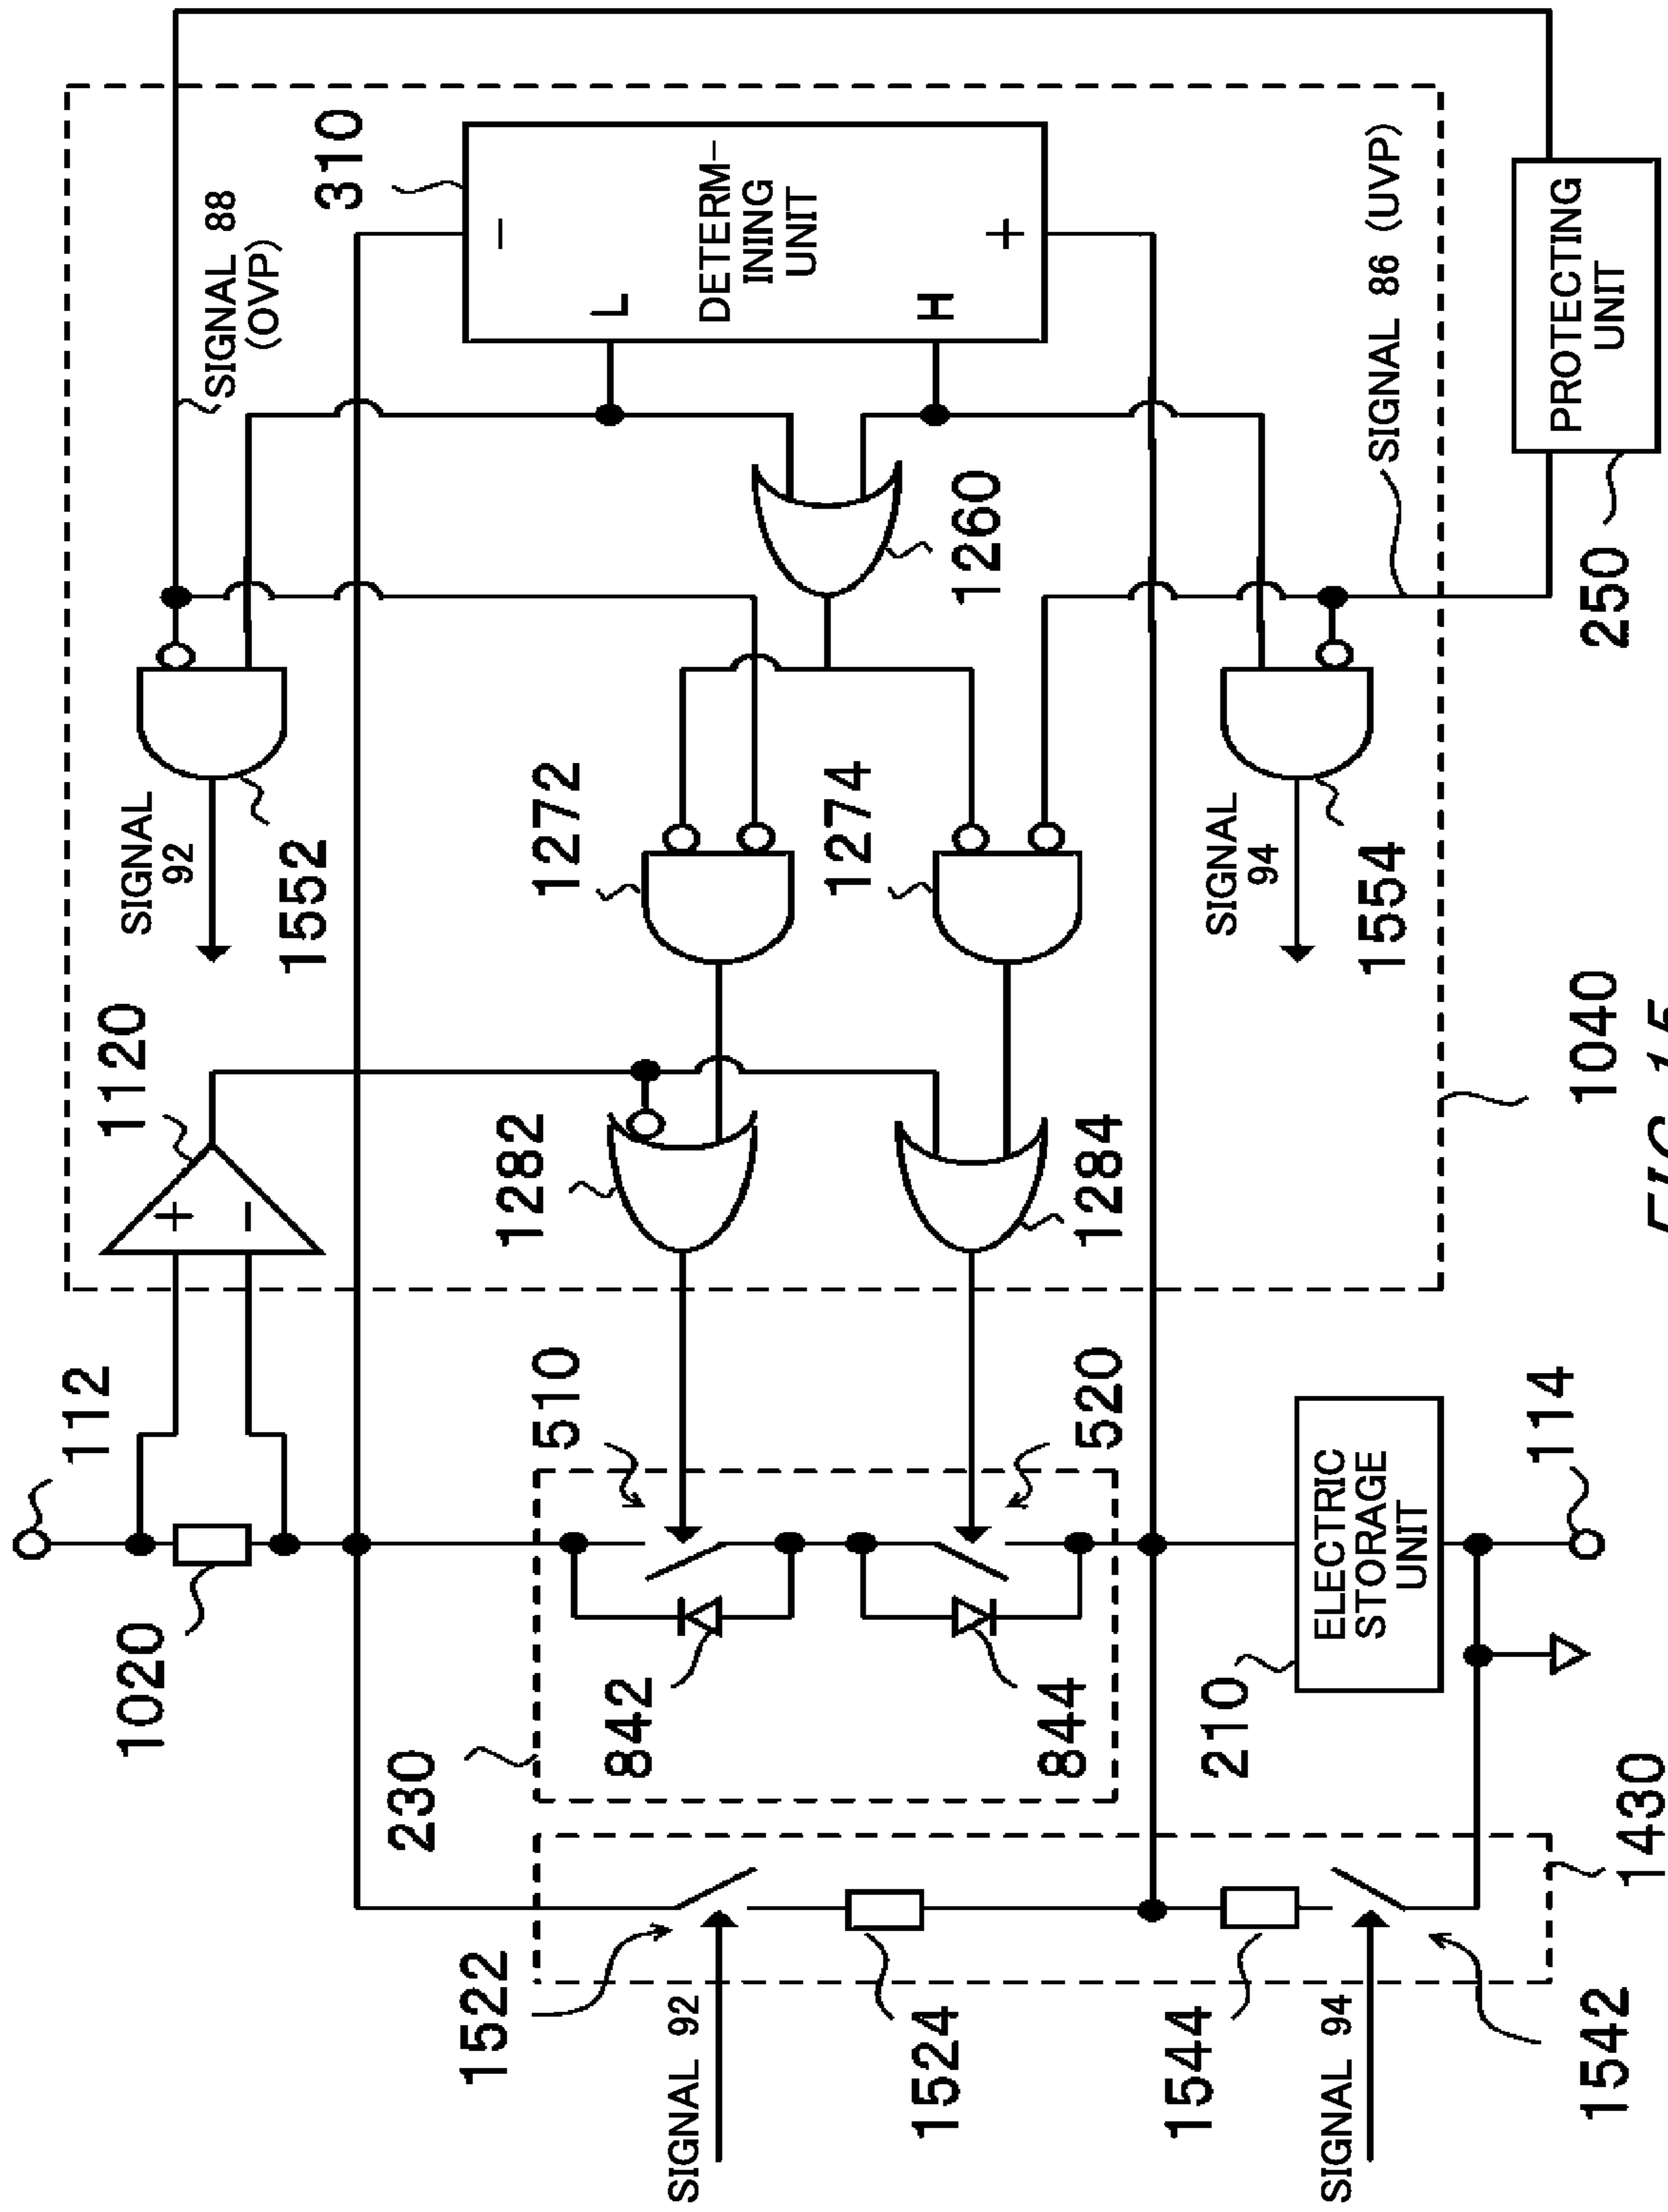 112
1120
1020
SIGNAL
92
1552
SIGNAL 88
(OVP)
310
230
1522
1282
510
1272
L
−
842
SIGNAL 92
DETERM-
INING
UNIT
1274
1524
H
+
1260
844
520
1284
1544
210
SIGNAL
94
ELECTRIC
STORAGE
UNIT
SIGNAL 94
1554
SIGNAL 86 (UVP)
114
1542
1430
1040
250
PROTECTING
UNIT
+
−
FIG. 15